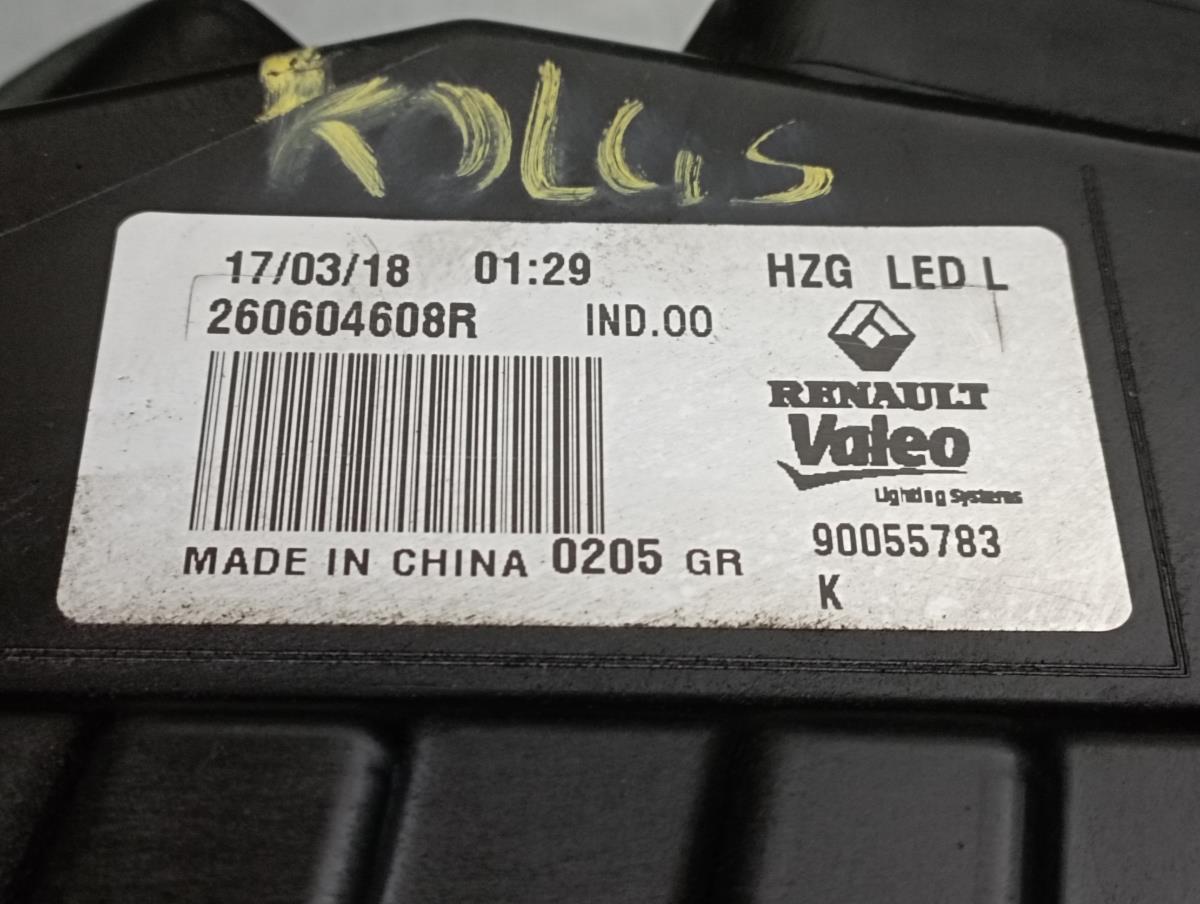 KOLGS
17/03/18 01:29 HZG LED L
260604608R IND.00
RENAULT
Valeo
Lighting Systems
MADE IN CHINA 0205 GR
90055783
K